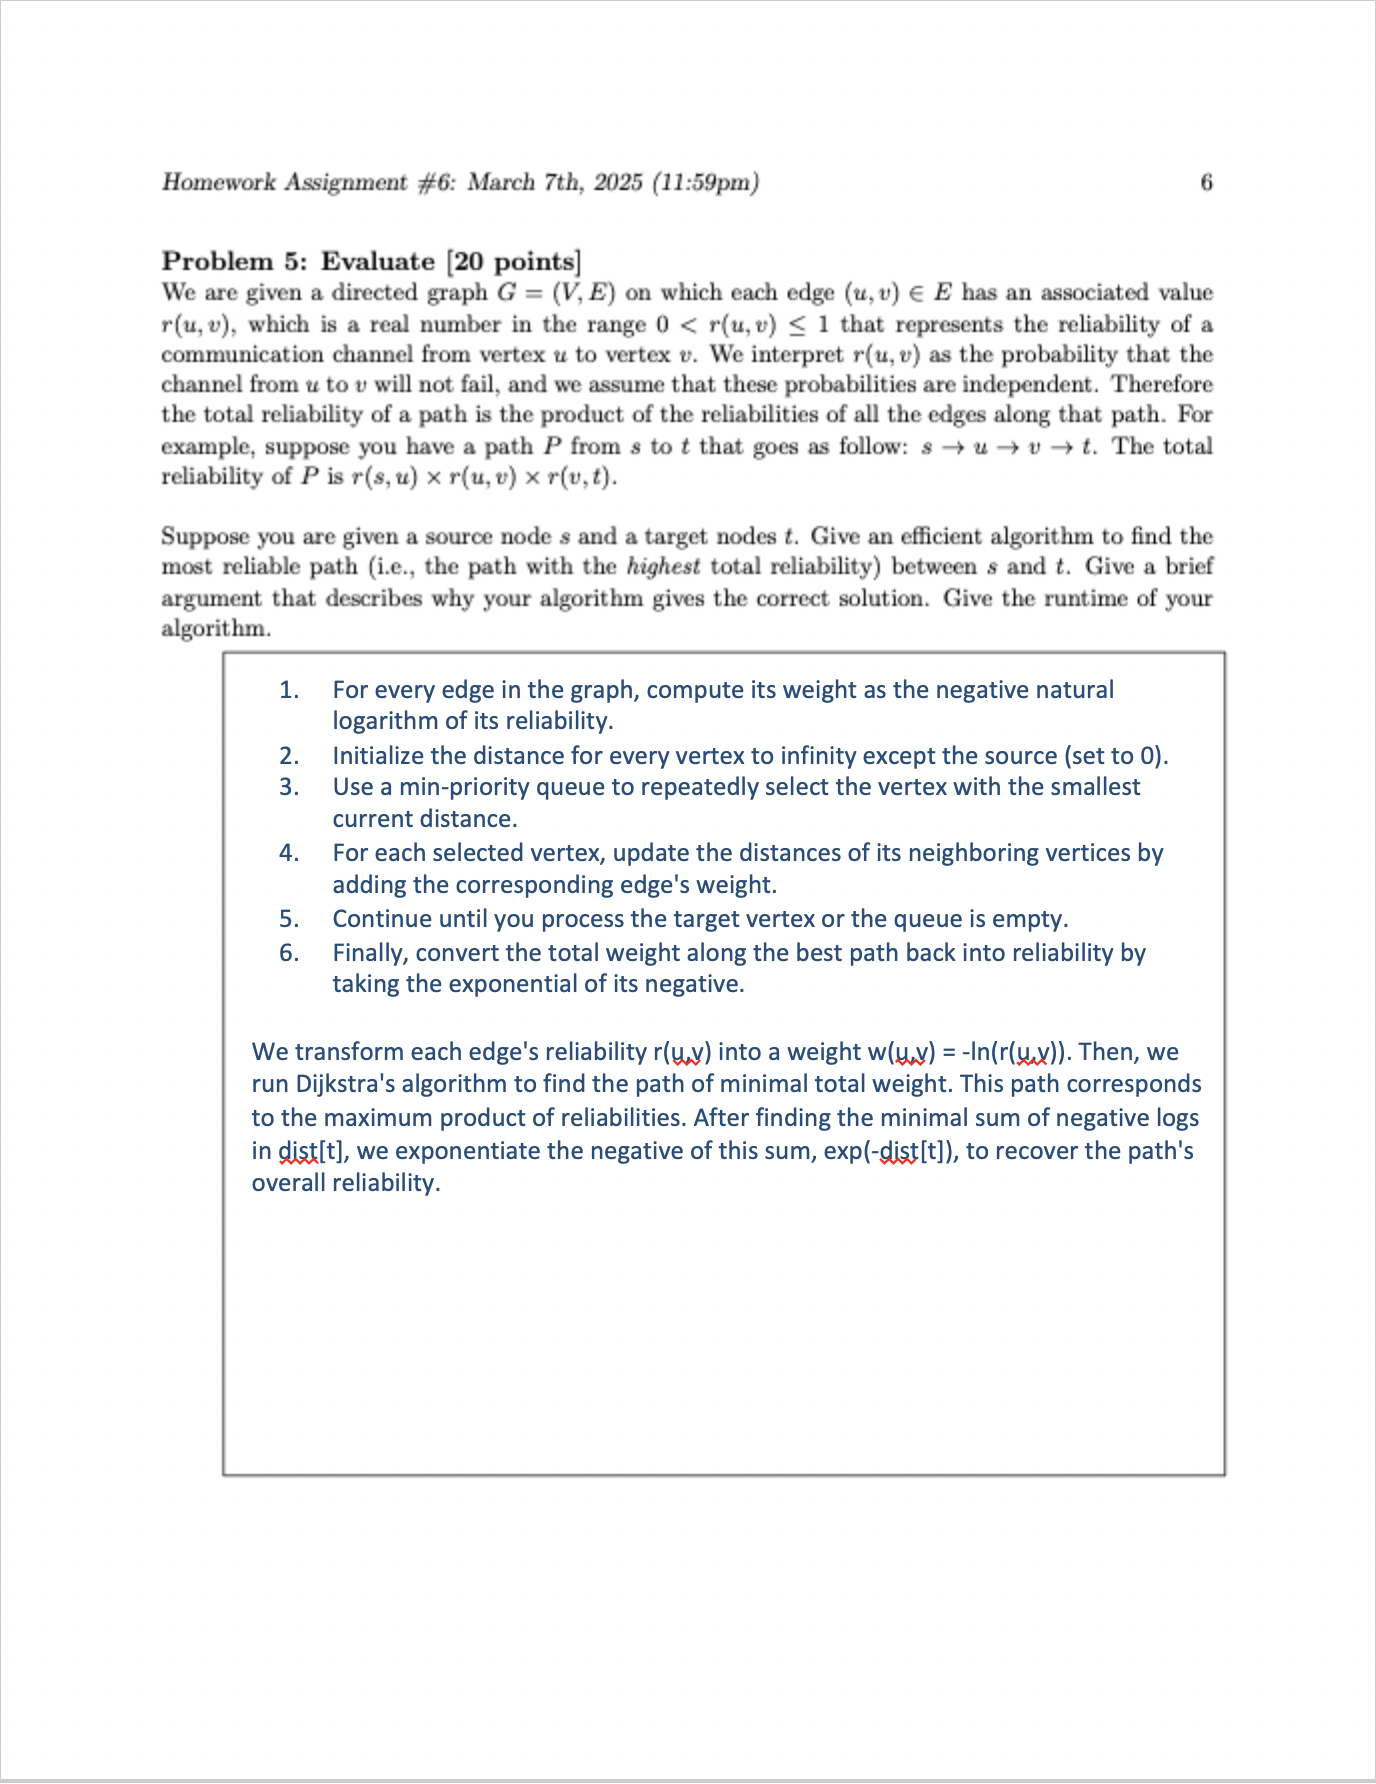 Homework Assignment #6: March 7th, 2025 (11:59pm) 6
Problem 5: Evaluate [20 points]
We are given a directed graph G = (V, E) on which each edge (u, v) ∈ E has an associated value
r(u, v), which is a real number in the range 0 < r(u, v) ≤ 1 that represents the reliability of a
communication channel from vertex u to vertex v. We interpret r(u, v) as the probability that the
channel from u to v will not fail, and we assume that these probabilities are independent. Therefore
the total reliability of a path is the product of the reliabilities of all the edges along that path. For
example, suppose you have a path P from s to t that goes as follow: s → u → v → t. The total
reliability of P is r(s, u) × r(u, v) × r(v, t).
Suppose you are given a source node s and a target nodes t. Give an efficient algorithm to find the
most reliable path (i.e., the path with the highest total reliability) between s and t. Give a brief
argument that describes why your algorithm gives the correct solution. Give the runtime of your
algorithm.
1. For every edge in the graph, compute its weight as the negative natural
logarithm of its reliability.
2. Initialize the distance for every vertex to infinity except the source (set to 0).
3. Use a min-priority queue to repeatedly select the vertex with the smallest
current distance.
4. For each selected vertex, update the distances of its neighboring vertices by
adding the corresponding edge's weight.
5. Continue until you process the target vertex or the queue is empty.
6. Finally, convert the total weight along the best path back into reliability by
taking the exponential of its negative.
We transform each edge's reliability r(u,v) into a weight w(u,v) = -ln(r(u,v)). Then, we
run Dijkstra's algorithm to find the path of minimal total weight. This path corresponds
to the maximum product of reliabilities. After finding the minimal sum of negative logs
in dist[t], we exponentiate the negative of this sum, exp(-dist[t]), to recover the path's
overall reliability.